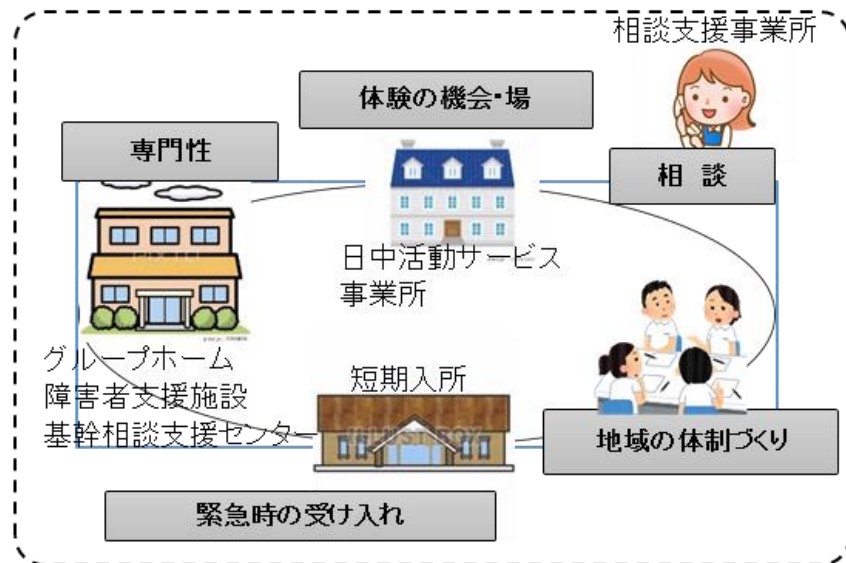 相談支援事業所
体験の機会・場
専門性
相 談
日中活動サービス
事業所
グループホーム
障害者支援施設
基幹相談支援センター
短期入所
地域の体制づくり
緊急時の受け入れ